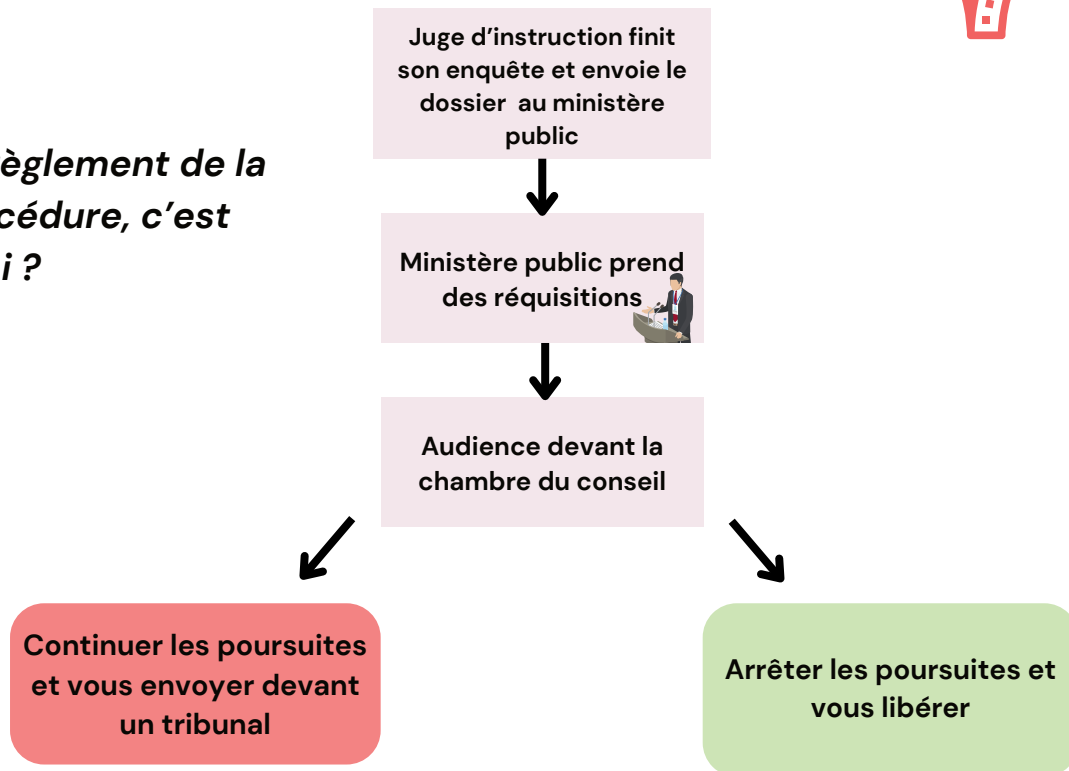 Juge d'instruction finit
son enquête et envoie le
dossier au ministère
public
èglement de la
cédure, c'est
i ?
Ministère public prend
des réquisitions
Audience devant la
chambre du conseil
Continuer les poursuites
et vous envoyer devant
un tribunal
Arrêter les poursuites et
vous libérer